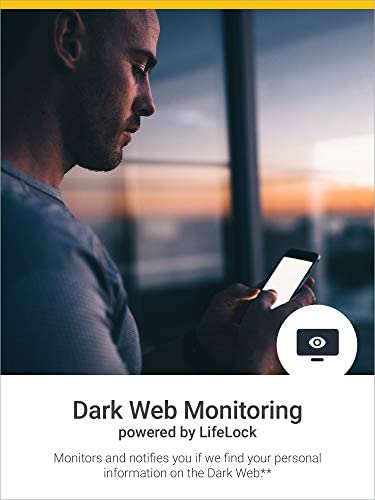 Dark Web Monitoring
powered by LifeLock
Monitors and notifies you if we find your personal
information on the Dark Web.**